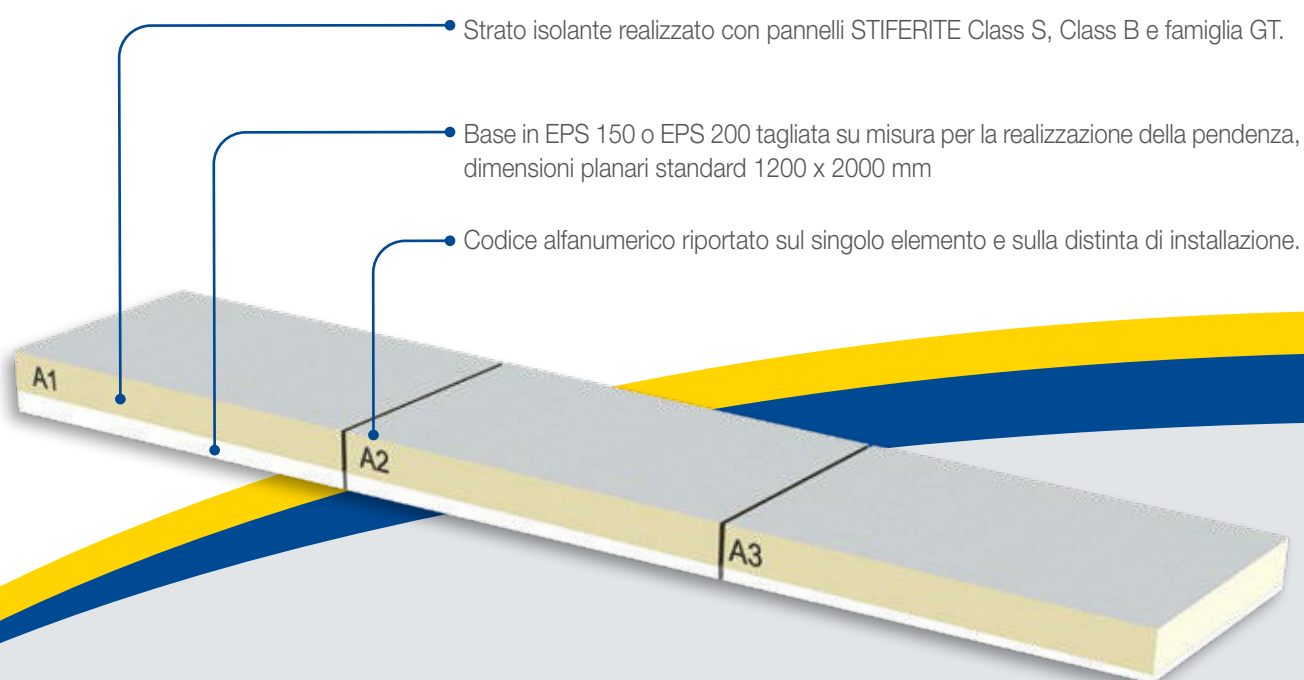 Strato isolante realizzato con pannelli STIFERITE Class S, Class B e famiglia GT.
Base in EPS 150 o EPS 200 tagliata su misura per la realizzazione della pendenza,
dimensioni planari standard 1200 x 2000 mm
Codice alfanumerico riportato sul singolo elemento e sulla distinta di installazione.
A1
A2
A3